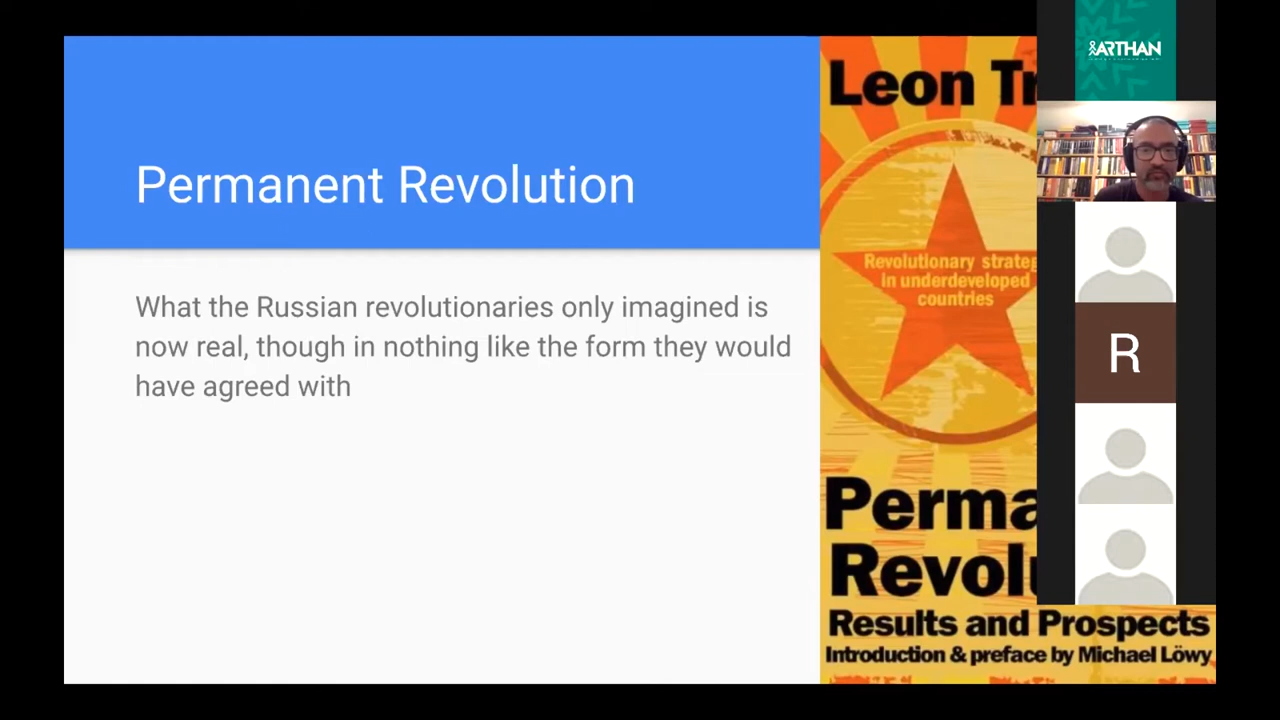 Permanent Revolution
What the Russian revolutionaries only imagined is
now real, though in nothing like the form they would
have agreed with
Leon Tr
Revolutionary strateg
in underdeveloped
countries
Perma
Revolu
Results and Prospects
Introduction & preface by Michael Löwy
ARTHAN
R